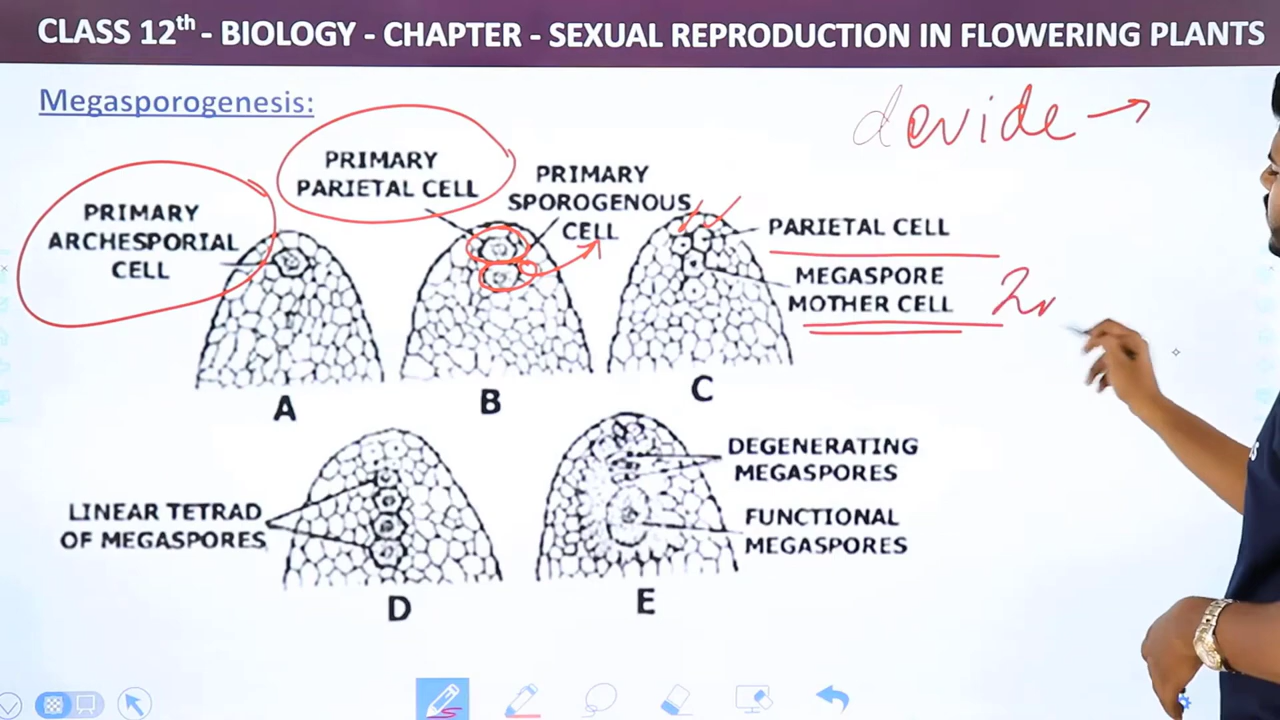 CLASS 12th - BIOLOGY - CHAPTER - SEXUAL REPRODUCTION IN FLOWERING PLANTS
Megasporogenesis:
devide →
PRIMARY
PARIETAL CELL
PRIMARY
SPOROGENOUS
CELL
PRIMARY
ARCHESPORIAL
CELL
PARIETAL CELL
MEGASPORE
MOTHER CELL
A
B
C
LINEAR TETRAD
OF MEGASPORES
DEGENERATING
MEGASPORES
FUNCTIONAL
MEGASPORES
D
E